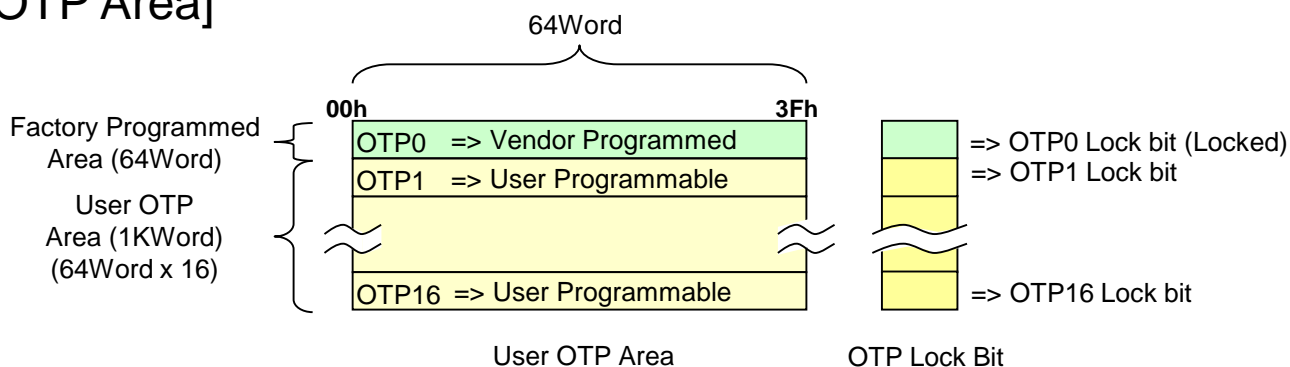 OTP Area]
64Word
00h
3Fh
Factory Programmed
Area (64Word)
OTP0 => Vendor Programmed
=> OTP0 Lock bit (Locked)
OTP1 => User Programmable
=> OTP1 Lock bit
User OTP
Area (1KWord)
(64Word x 16)
OTP16 => User Programmable
=> OTP16 Lock bit
User OTP Area
OTP Lock Bit